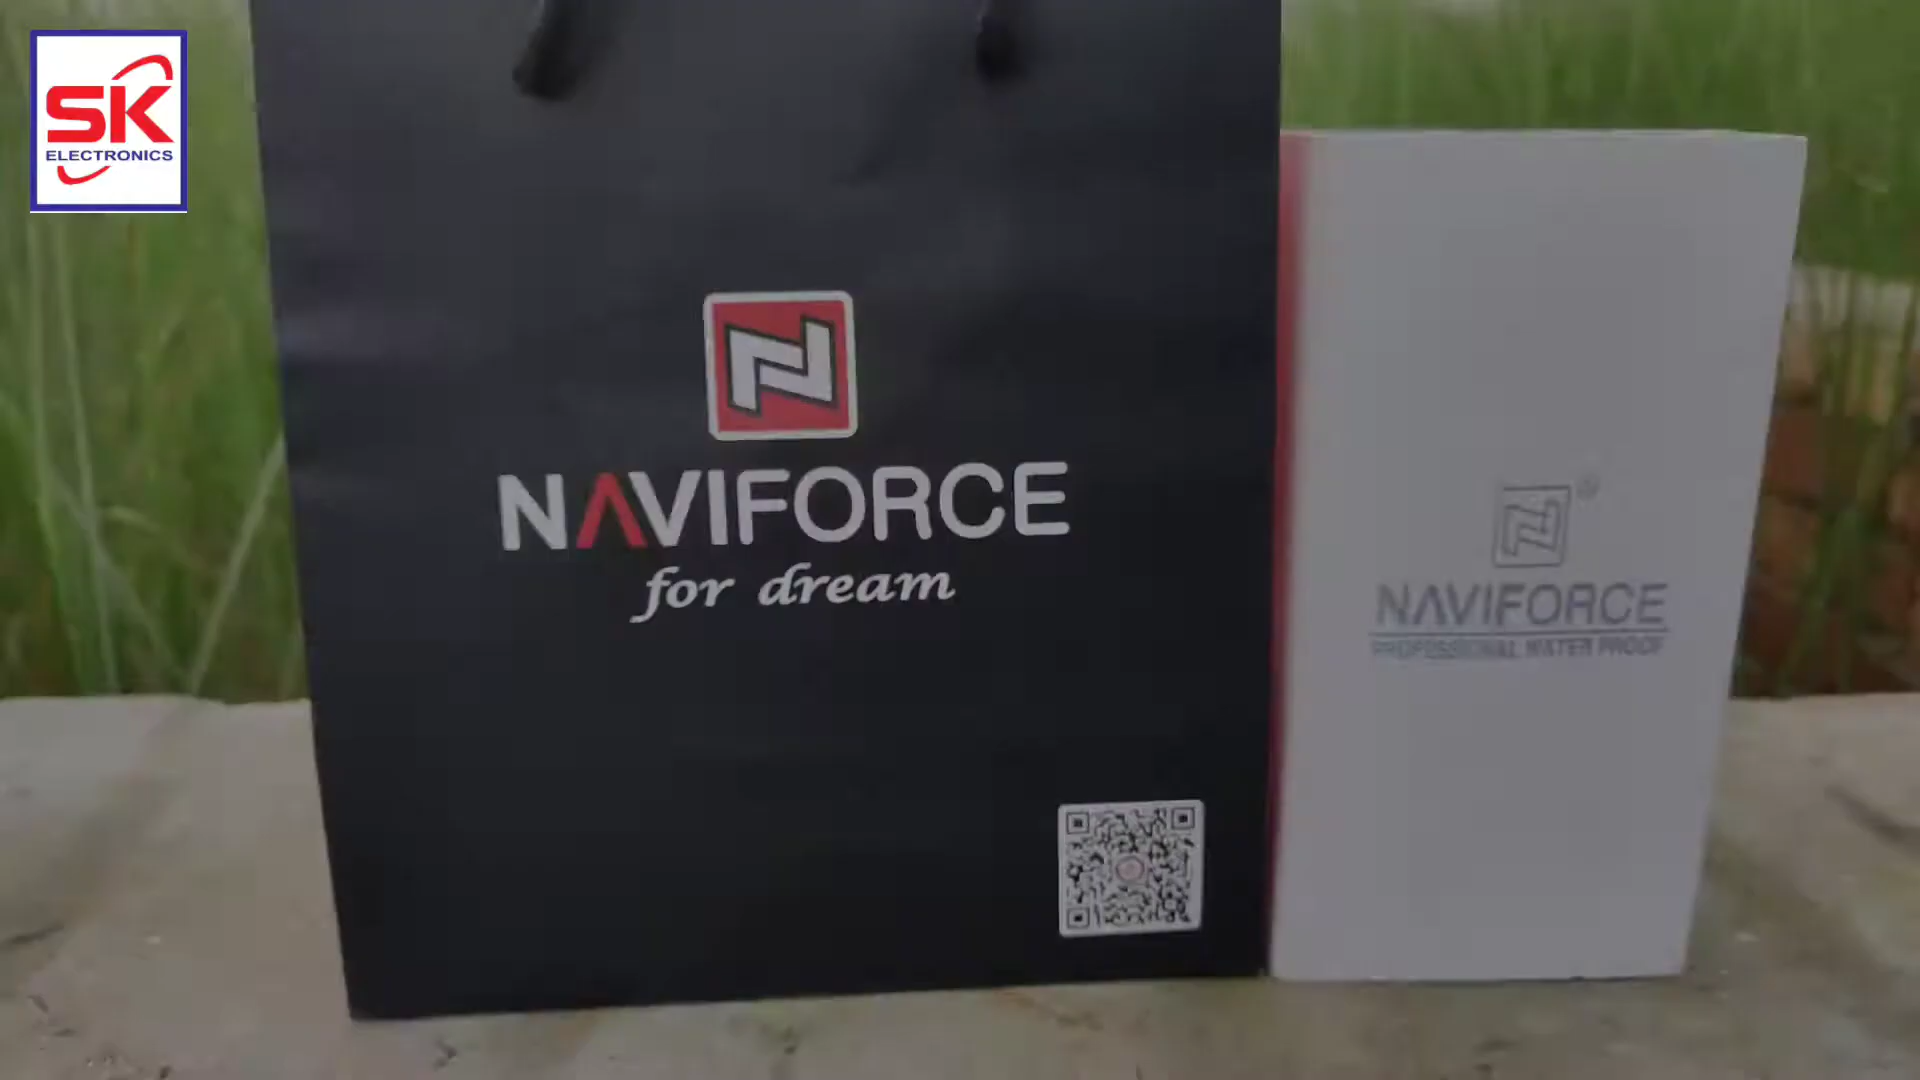 SK
ELECTRONICS
NAVIFORCE
for dream
NAVIFORCE
PROFESSIONAL WATER PROOF